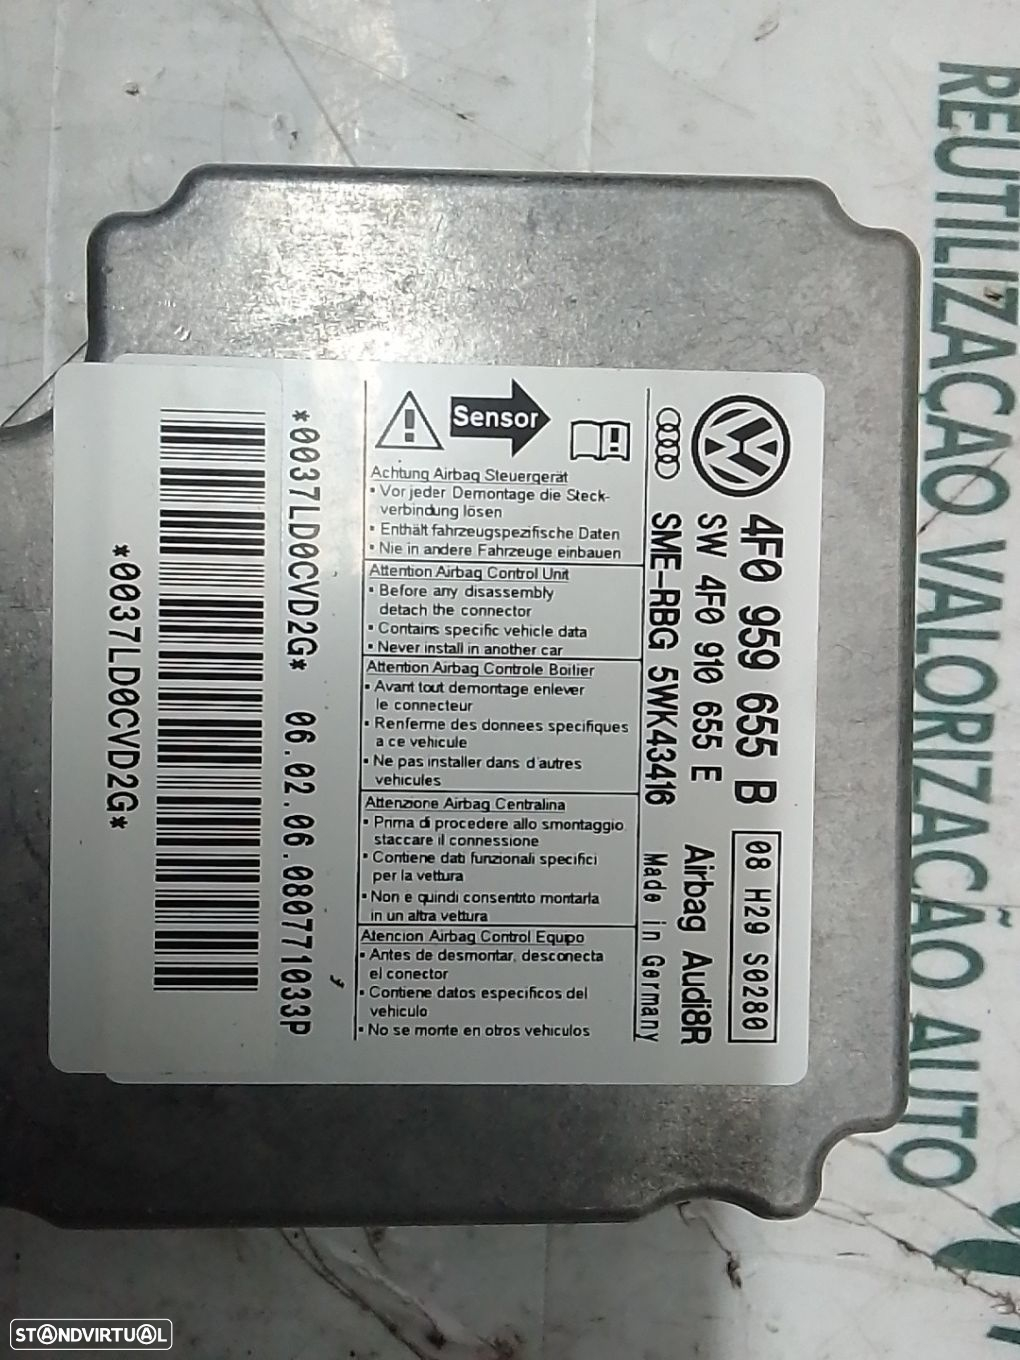 4F0 959 655 B
08 H29 S0280
SW 4F0 910 655 E
Airbag Audi8R
SME-RBG 5WK43416
Made in Germany
Sensor
Achtung Airbag Steuergerät
• Vor jeder Demontage die Steck-
verbindung lösen
• Enthält fahrzeugspezifische Daten
• Nie in andere Fahrzeuge einbauen
Attention Airbag Control Unit
• Before any disassembly
detach the connector
• Contains specific vehicle data
• Never install in another car
Attention Airbag Controle Boitier
• Avant tout demontage enlever
le connecteur
• Renferme des donnees specifiques
a ce vehicule
• Ne pas installer dans d'autres
vehicules
Attenzione Airbag Centralina
• Prima di procedere allo smontaggio
staccare il connessione
• Contiene dati funzionali specifici
per la vettura
• Non e quindi consentito montarla
in un altra vettura
Atencion Airbag Control Equipo
• Antes de desmontar, desconecta
el conector
• Contiene datos especificos del
vehiculo
• No se monte en otros vehiculos
*0037LD0CVD2G* 06.02.06.080771033P
*0037LD0CVD2G*
REUTILIZACAO VALORIZAÇÃO AUTO
STANDVIRTUAL